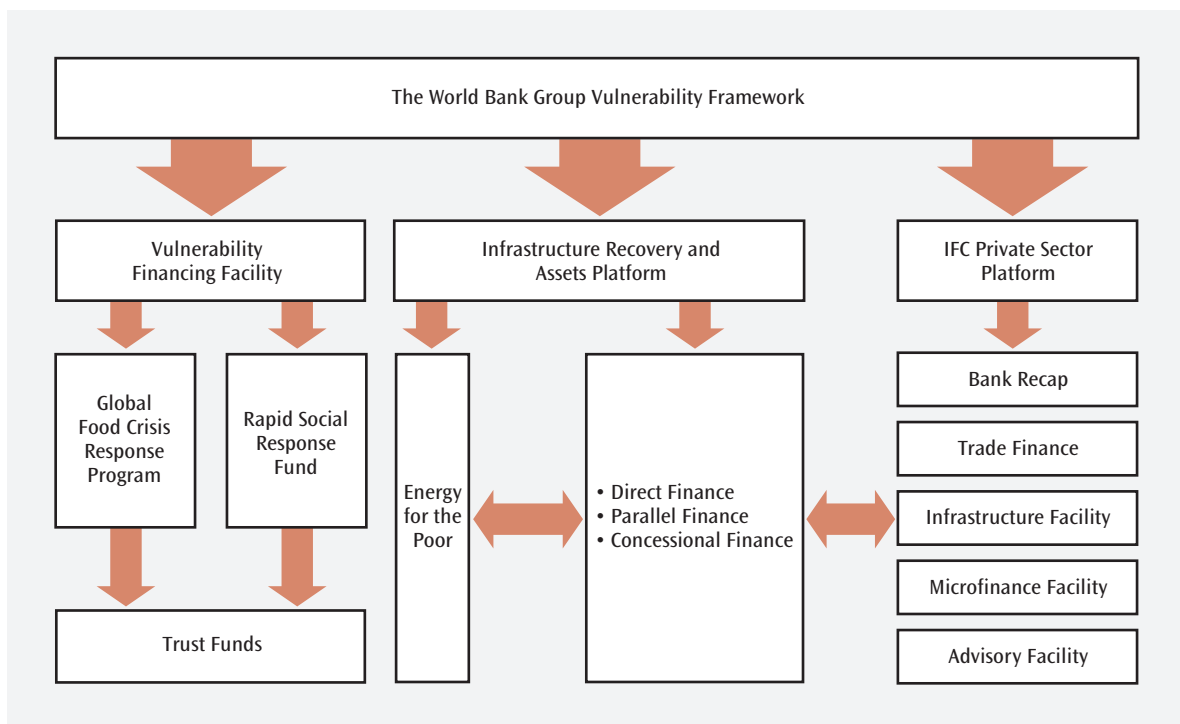 The World Bank Group Vulnerability Framework
Vulnerability
Financing Facility
Infrastructure Recovery and
Assets Platform
IFC Private Sector
Platform
Global
Food Crisis
Response
Program
Rapid Social
Response
Fund
Energy
for the
Poor
• Direct Finance
• Parallel Finance
• Concessional Finance
Bank Recap
Trade Finance
Infrastructure Facility
Microfinance Facility
Advisory Facility
Trust Funds